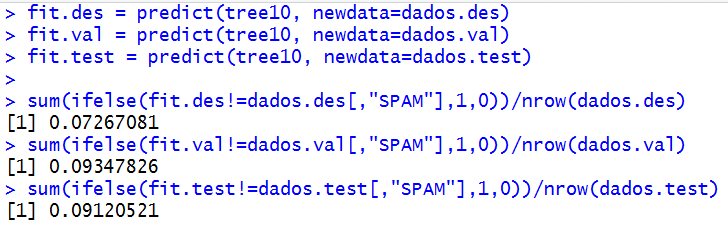 > fit.des = predict(tree10, newdata=dados.des)
> fit.val = predict(tree10, newdata=dados.val)
> fit.test = predict(tree10, newdata=dados.test)
>
> sum(ifelse(fit.des!=dados.des[,"SPAM"],1,0))/nrow(dados.des)
[1] 0.07267081
> sum(ifelse(fit.val!=dados.val[,"SPAM"],1,0))/nrow(dados.val)
[1] 0.09347826
> sum(ifelse(fit.test!=dados.test[,"SPAM"],1,0))/nrow(dados.test)
[1] 0.09120521